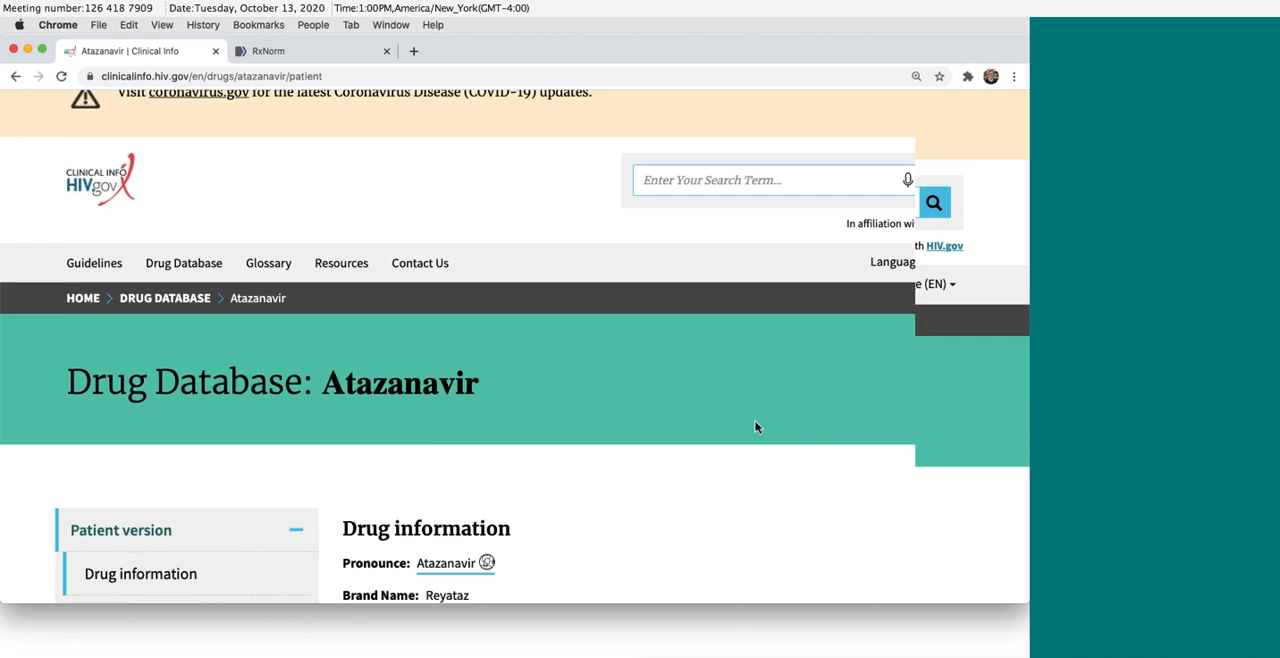 Meeting number:126 418 7909 Date:Tuesday, October 13, 2020 Time:1:00PM,America/New_York(GMT-4:00)
Chrome File Edit View History Bookmarks People Tab Window Help
Atazanavir | Clinical Info RxNorm
clinicalinfo.hiv.gov/en/drugs/atazanavir/patient
Visit coronavirus.gov for the latest Coronavirus Disease (COVID-19) updates.
CLINICAL INFO
HIVgov
Enter Your Search Term...
In affiliation wi
th HIV.gov
Guidelines Drug Database Glossary Resources Contact Us Languag
e (EN)
HOME > DRUG DATABASE > Atazanavir
Drug Database: Atazanavir
Patient version
Drug information
Drug information
Pronounce: Atazanavir
Brand Name: Reyataz